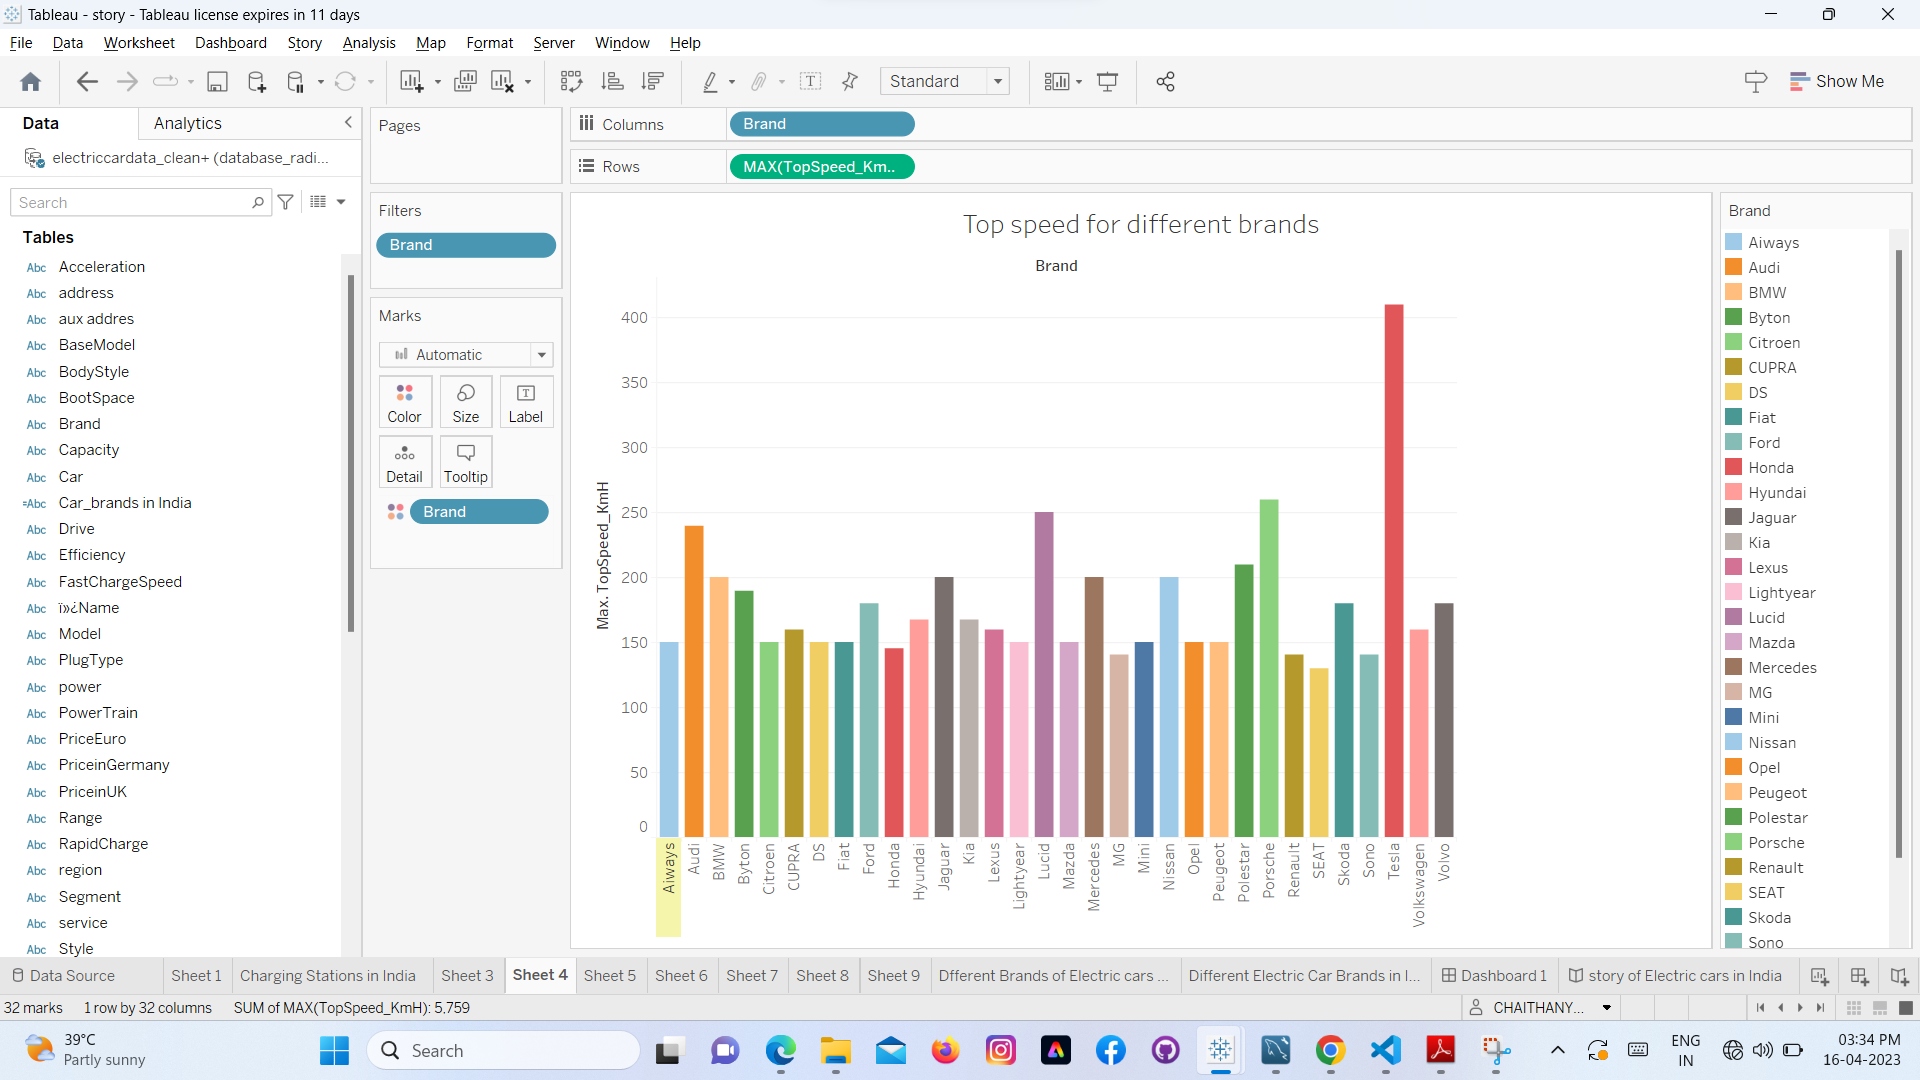 Tableau - story - Tableau license expires in 11 days
File Data Worksheet Dashboard Story Analysis Map Format Server Window Help
Standard
Show Me
Data
Analytics
electriccardata_clean+ (database_radi...
Search
Tables
Abc Acceleration
Abc address
Abc aux addres
Abc BaseModel
Abc BodyStyle
Abc BootSpace
Abc Brand
Abc Capacity
Abc Car
=Abc Car_brands in India
Abc Drive
Abc Efficiency
Abc FastChargeSpeed
Abc ï»¿Name
Abc Model
Abc PlugType
Abc power
Abc PowerTrain
Abc PriceEuro
Abc PriceinGermany
Abc PriceinUK
Abc Range
Abc RapidCharge
Abc region
Abc Segment
Abc service
Abc Style
Pages
Filters
Brand
Marks
Automatic
Color
Size
Label
Detail
Tooltip
Brand
Columns
Brand
Rows
MAX(TopSpeed_Km..
Top speed for different brands
Brand
Max. TopSpeed_KmH
400
350
300
250
200
150
100
50
0
Aiways
Audi
BMW
Byton
Citroen
CUPRA
DS
Fiat
Ford
Honda
Hyundai
Jaguar
Kia
Lexus
Lightyear
Lucid
Mazda
Mercedes
MG
Mini
Nissan
Opel
Peugeot
Polestar
Porsche
Renault
SEAT
Skoda
Sono
Tesla
Volkswagen
Volvo
Brand
Aiways
Audi
BMW
Byton
Citroen
CUPRA
DS
Fiat
Ford
Honda
Hyundai
Jaguar
Kia
Lexus
Lightyear
Lucid
Mazda
Mercedes
MG
Mini
Nissan
Opel
Peugeot
Polestar
Porsche
Renault
SEAT
Skoda
Sono
Data Source
Sheet 1
Charging Stations in India
Sheet 3
Sheet 4
Sheet 5
Sheet 6
Sheet 7
Sheet 8
Sheet 9
Dfferent Brands of Electric cars ...
Different Electric Car Brands in I...
Dashboard 1
story of Electric cars in India
32 marks
1 row by 32 columns
SUM of MAX(TopSpeed_KmH): 5,759
CHAITHANY...
39°C
Partly sunny
Search
ENG
IN
03:34 PM
16-04-2023